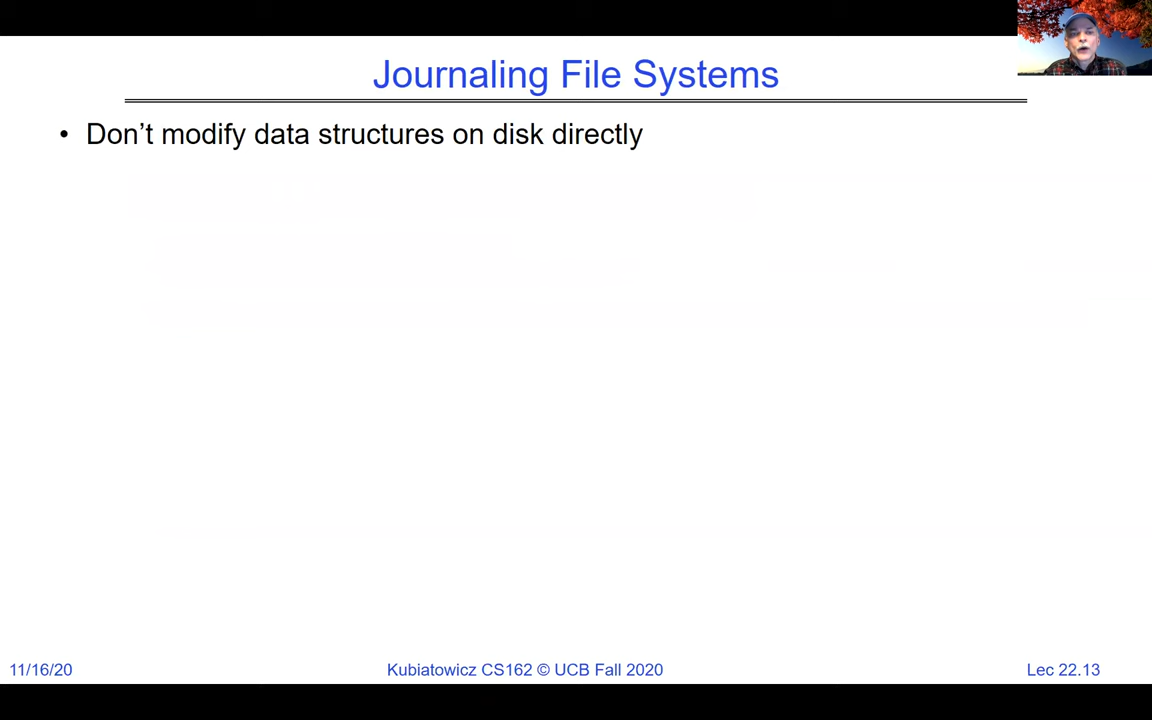 Journaling File Systems
• Don’t modify data structures on disk directly
11/16/20
Kubiatowicz CS162 © UCB Fall 2020
Lec 22.13